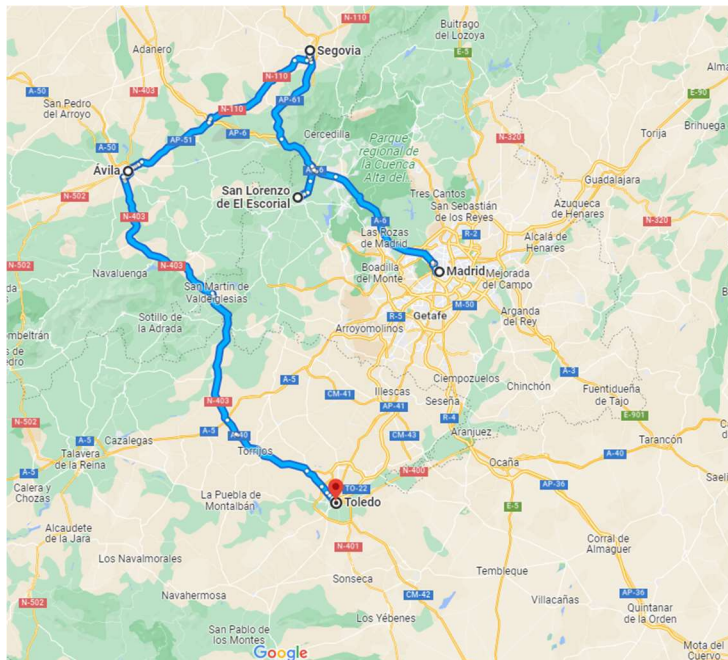 N-110
Buitrago
del Lozoya
Segovia
Adanero
E-5
A-50
N-403
N-110
E-90
San Pedro
del Arroyo
AP-61
N-110
Brihuega
A-50
AP-51
AP-6
Cercedilla
Torija
Parque
regional de
la Cuenca
Alta del
N-320
Ávila
A-6
Guadalajara
San Lorenzo
de El Escorial
Tres Cantos
N-502
San Sebastián
de los Reyes
Azuqueca
de Henares
N-403
A-6
N-320
Las Rozas
de Madrid
R-2
Alcalá de
Henares
Navaluenga
N-403
Boadilla
del Monte
Madrid
Mejorada
del Campo
San Martín de
Valdeiglesias
M-50
Sotillo de
la Adrada
R-5
Getafe
Arganda
del Rey
Arroyomolinos
A-3
A-5
Ciempozuelos
Chinchón
Fuentidueña
de Tajo
CM-41
Illescas
Seseña
N-403
AP-41
R-4
E-901
N-502
A-5
Cazalegas
A-40
CM-43
Aranjuez
Tarancón
A-5
Talavera
de la Reina
Torrijos
Ocaña
A-40
A-5
N-400
Calera y
Chozas
TO-22
AP-36
La Puebla de
Montalbán
Toledo
E-5
Alcaudete
de la Jara
N-401
Corral de
Almaguer
Los Navalmorales
Sonseca
Tembleque
Navahermosa
CM-42
Villacañas
AP-36
N-502
Los Yébenes
Quintanar
de la Orden
San Pablo de
los Montes
Mota del
Cuervo
Google